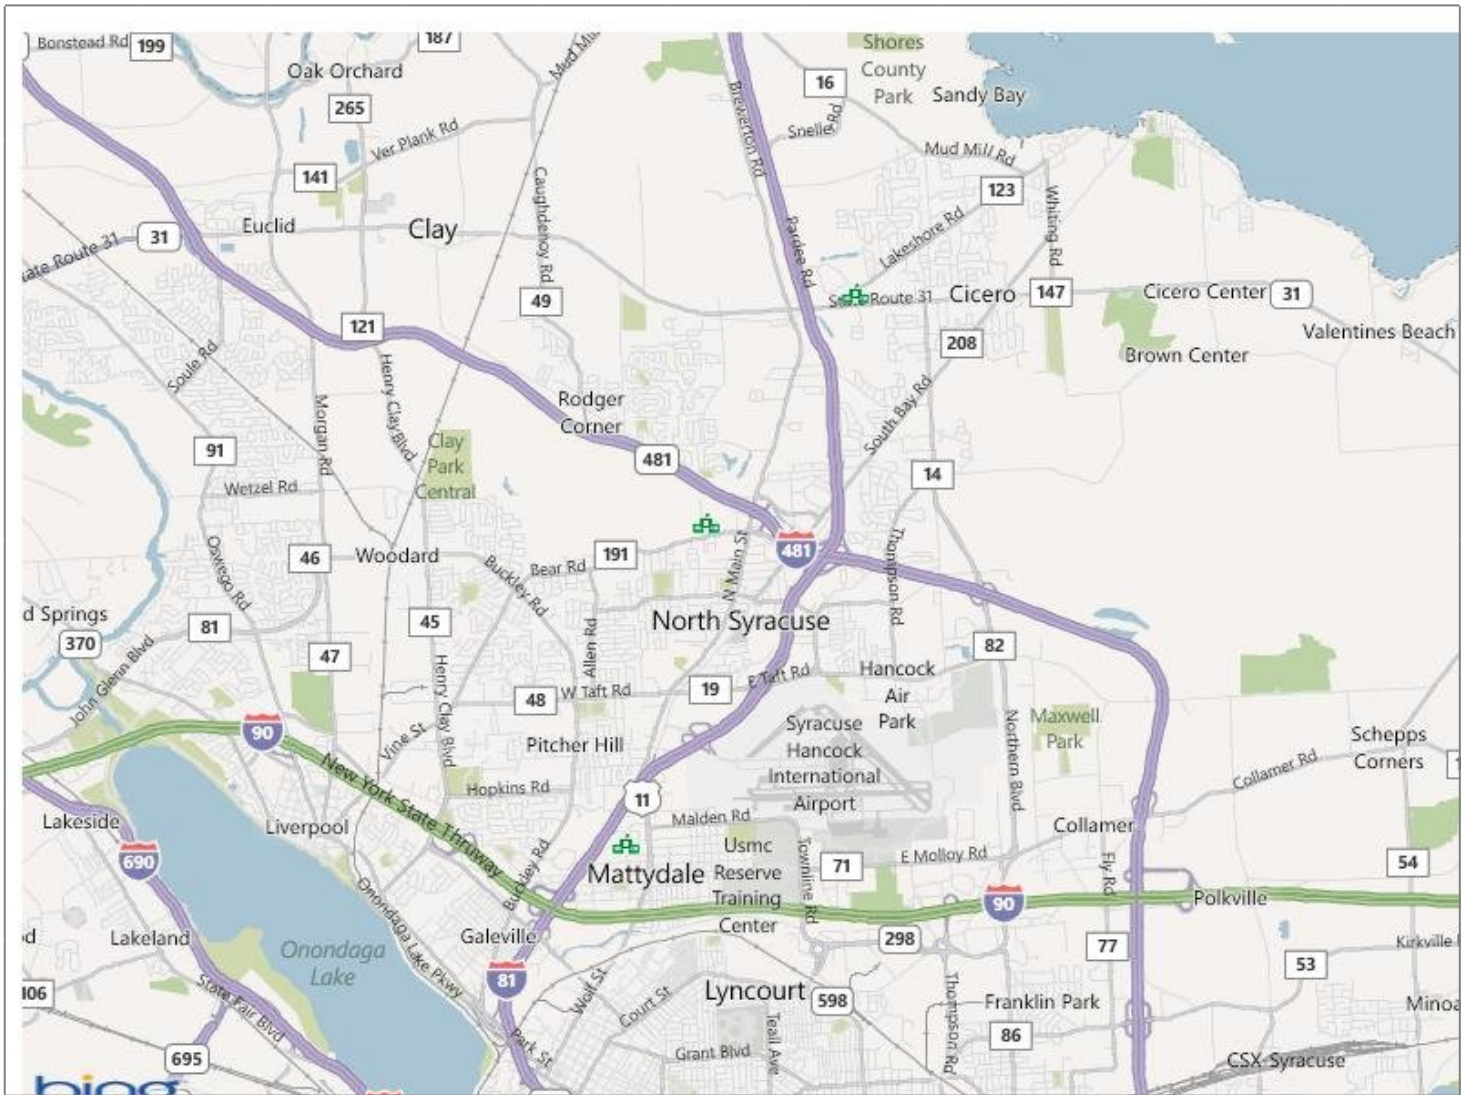 Bonstead Rd
199
187
Mud Mil
Shores
County
Park
Oak Orchard
16
Sandy Bay
265
Brewerton Rd
Snelle Rd
Ver Plank Rd
Mud Mill Rd
141
123
Caughdenoy Rd
Whiting Rd
Euclid
Clay
Pardee Rd
Lakeshore Rd
31
ate Route 31
49
State Route 31
Cicero
147
Cicero Center
31
121
Valentines Beach
208
Brown Center
Soule Rd
Henry Clay Blvd
Morgan Rd
Rodger
Corner
South Bay Rd
91
Clay
Park
Central
481
14
Wetzel Rd
Oswego Rd
46
Woodard
191
481
N Main St
Thompson Rd
Bear Rd
Buckley Rd
d Springs
81
45
North Syracuse
370
47
Allen Rd
82
John Glenn Blvd
Henry Clay Blvd
48
W Taft Rd
19
E Taft Rd
Hancock
Air
Park
90
Vine St
Pitcher Hill
Syracuse
Hancock
International
Airport
Northern Blvd
Maxwell
Park
Schepps
Corners
New York State Thruway
Hopkins Rd
11
Collamer Rd
Lakeside
Liverpool
Malden Rd
Collamer
690
Mattydale
Usmc
Reserve
Training
Center
Townline Rd
71
E Molloy Rd
Fly Rd
54
Buckley Rd
90
Polkville
Onondaga Lake Pkwy
Lakeland
Galeville
298
77
Kirkville
Onondaga
Lake
81
Wolf St
53
106
State Fair Blvd
Court St
Lyncourt
598
Thompson Rd
Franklin Park
Minoa
Park St
Teall Ave
86
695
Grant Blvd
CSX-Syracuse
bing